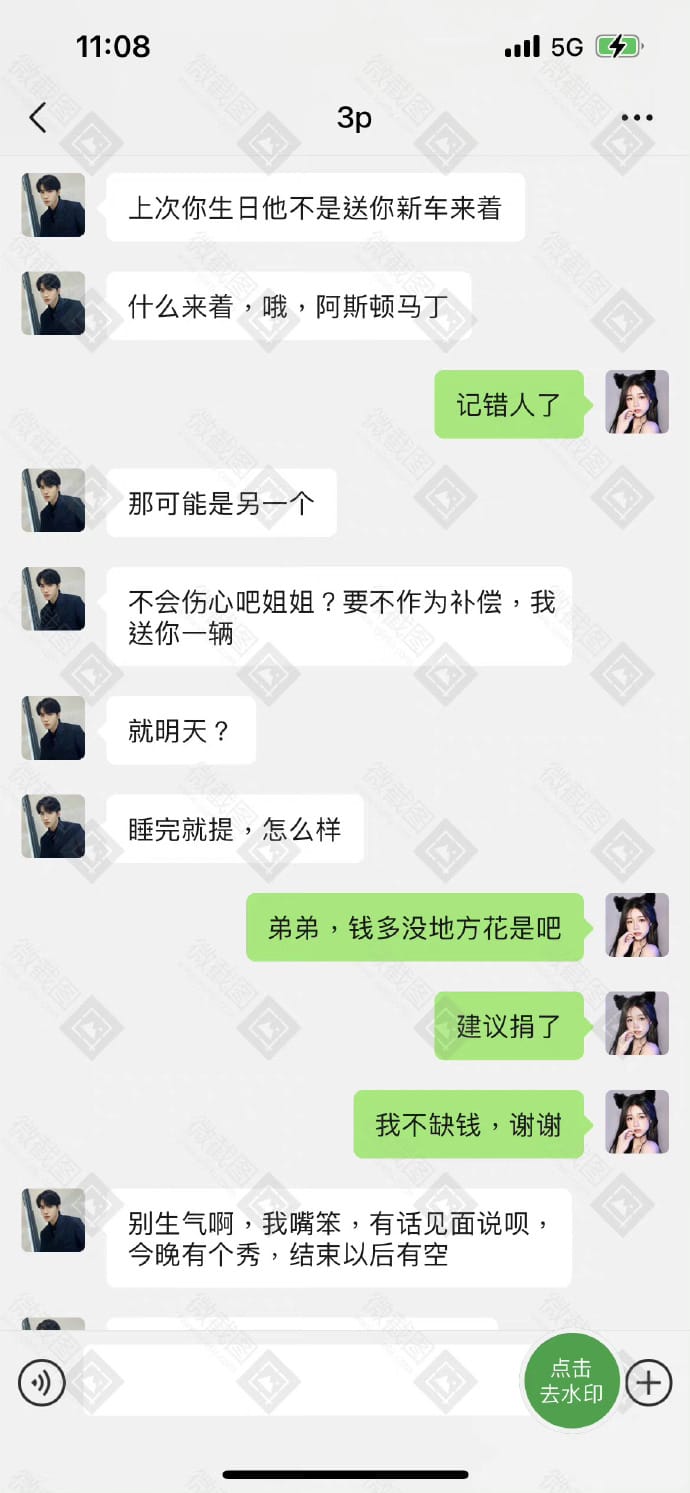 11:08
5G
3p
上次你生日他不是送你新车来着
什么来着，哦，阿斯顿马丁
记错人了
那可能是另一个
不会伤心吧姐姐？要不作为补偿，我
送你一辆
就明天？
睡完就提，怎么样
弟弟，钱多没地方花是吧
建议捐了
我不缺钱，谢谢
别生气啊，我嘴笨，有话见面说呗，
今晚有个秀，结束以后有空
点击
去水印
微截图